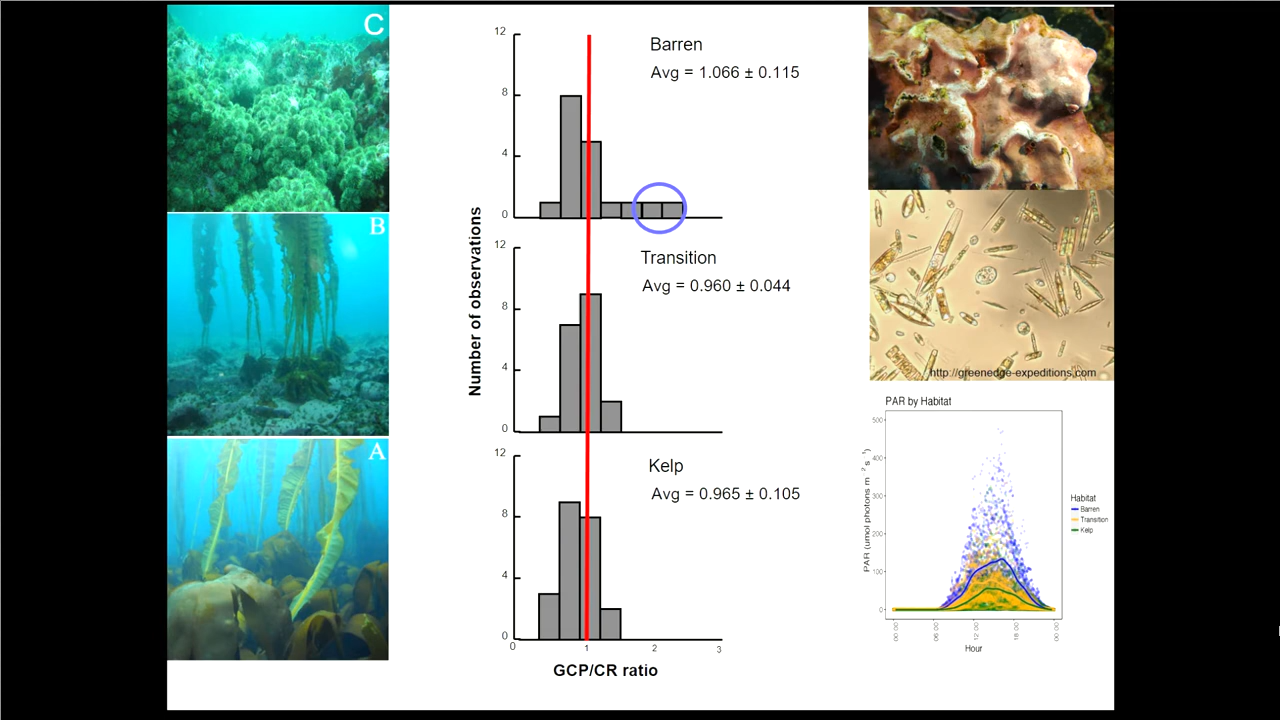 C
B
A
Number of observations
12
8
4
0
Barren
Avg = 1.066 ± 0.115
12
8
4
0
Transition
Avg = 0.960 ± 0.044
12
8
4
0
Kelp
Avg = 0.965 ± 0.105
0 1 2 3
GCP/CR ratio
http://greenedge-expeditions.com
PAR by Habitat
PAR (umol photons m⁻² s⁻¹)
500
400
300
200
100
0
00:00 06:00 12:00 18:00 00:00
Hour
Habitat
Barren
Transition
Kelp